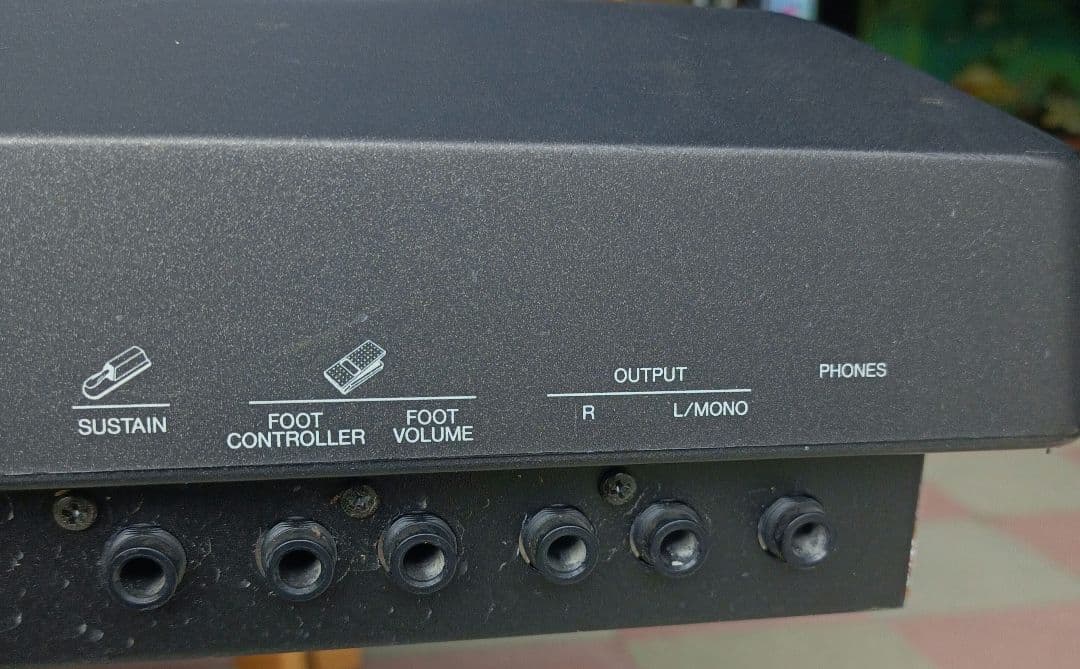 SUSTAIN
FOOT
CONTROLLER
FOOT
VOLUME
OUTPUT
R
L/MONO
PHONES